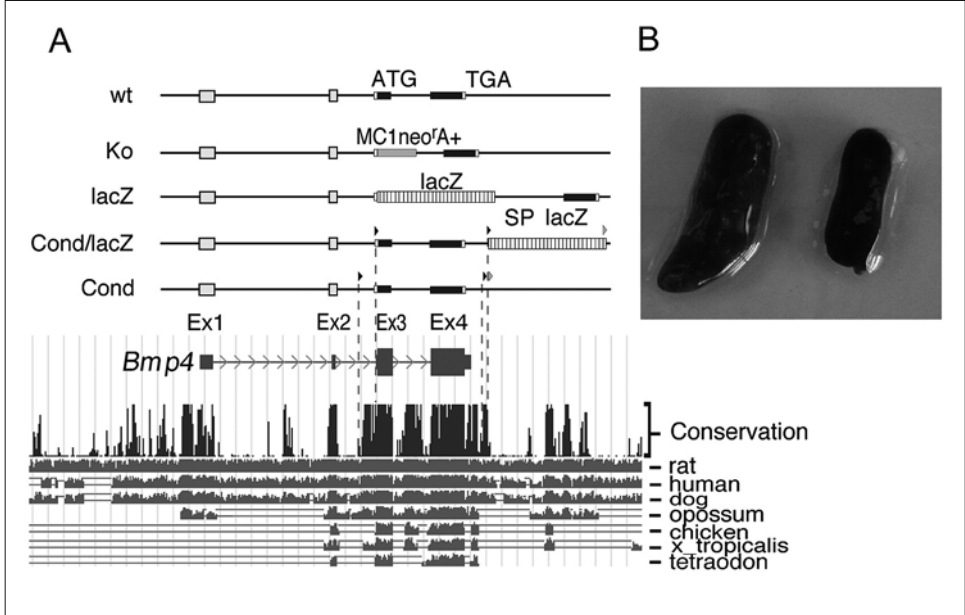 A
B
wt
ATG TGA
Ko
MC1neoʳA+
lacZ
lacZ
Cond/lacZ
SP lacZ
Cond
Ex1 Ex2 Ex3 Ex4
Bmp4
Conservation
rat
human
dog
opossum
chicken
x_tropicalis
tetraodon